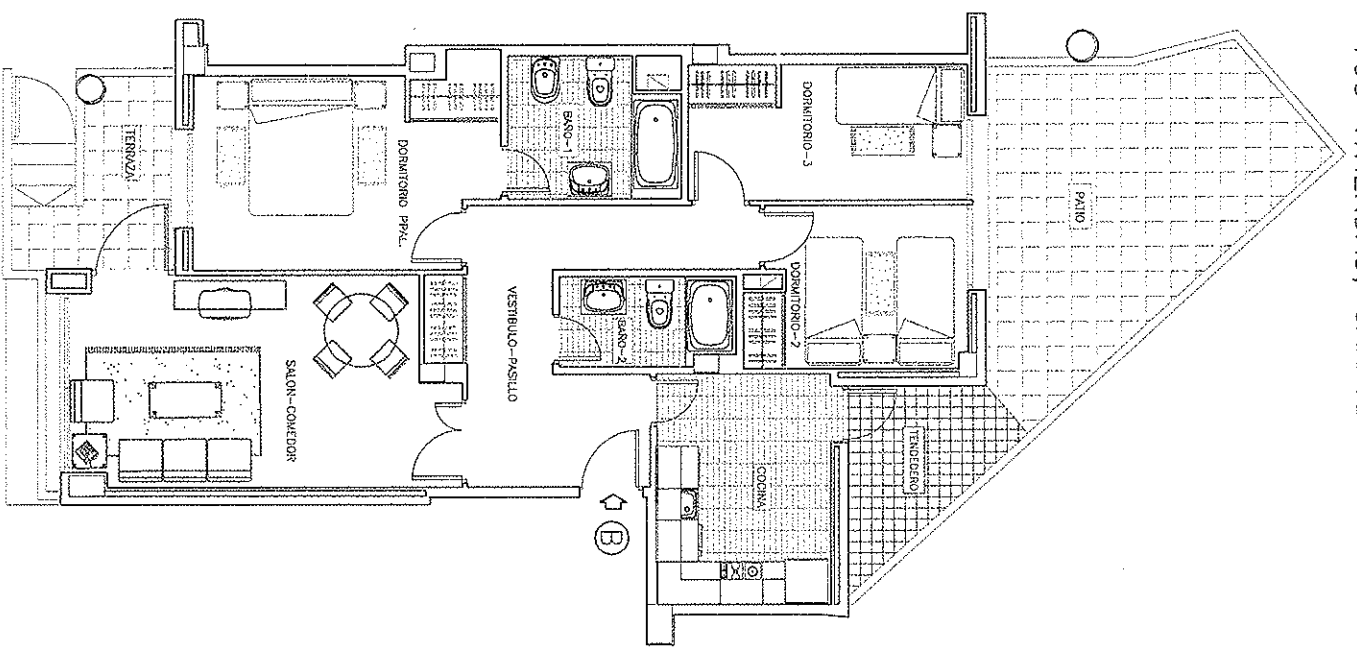 PATIO
DORMITORIO-3
DORMITORIO-2
TENDEDERO
BAÑO-1
BAÑO-2
COCINA
DORMITORIO PPAL.
VESTIBULO-PASILLO
B
TERRAZA
SALON-COMEDOR